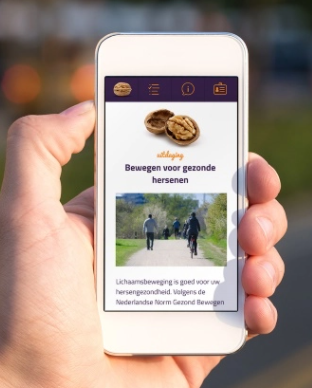 uitdaging
Bewegen voor gezonde
hersenen
Lichaamsbeweging is goed voor uw
hersengezondheid. Volgens de
Nederlandse Norm Gezond Bewegen